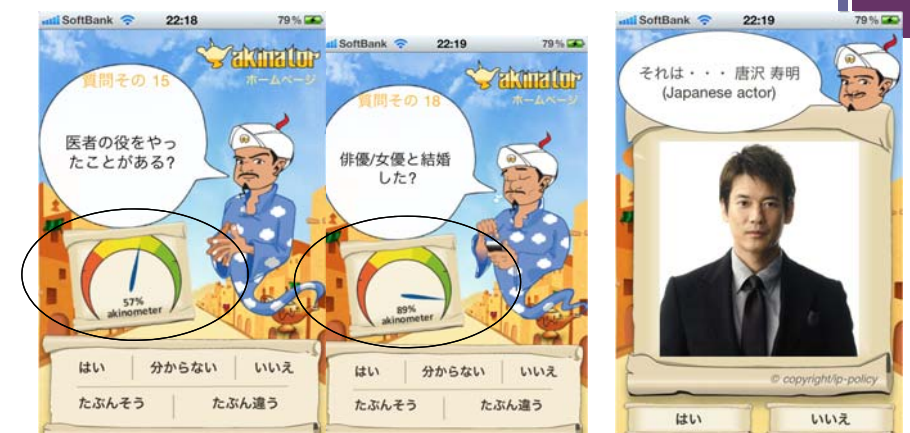 SoftBank 22:18 79%
akinator
ホームページ
質問その 15
医者の役をやっ
たことがある?
57%
akinometer
はい 分からない いいえ
たぶんそう たぶん違う
SoftBank 22:19 79%
akinator
ホームページ
質問その 18
俳優/女優と結婚
した?
89%
akinometer
はい 分からない いいえ
たぶんそう たぶん違う
SoftBank 22:19 79%
それは・・・ 唐沢 寿明
(Japanese actor)
© copyright/ip-policy
はい いいえ